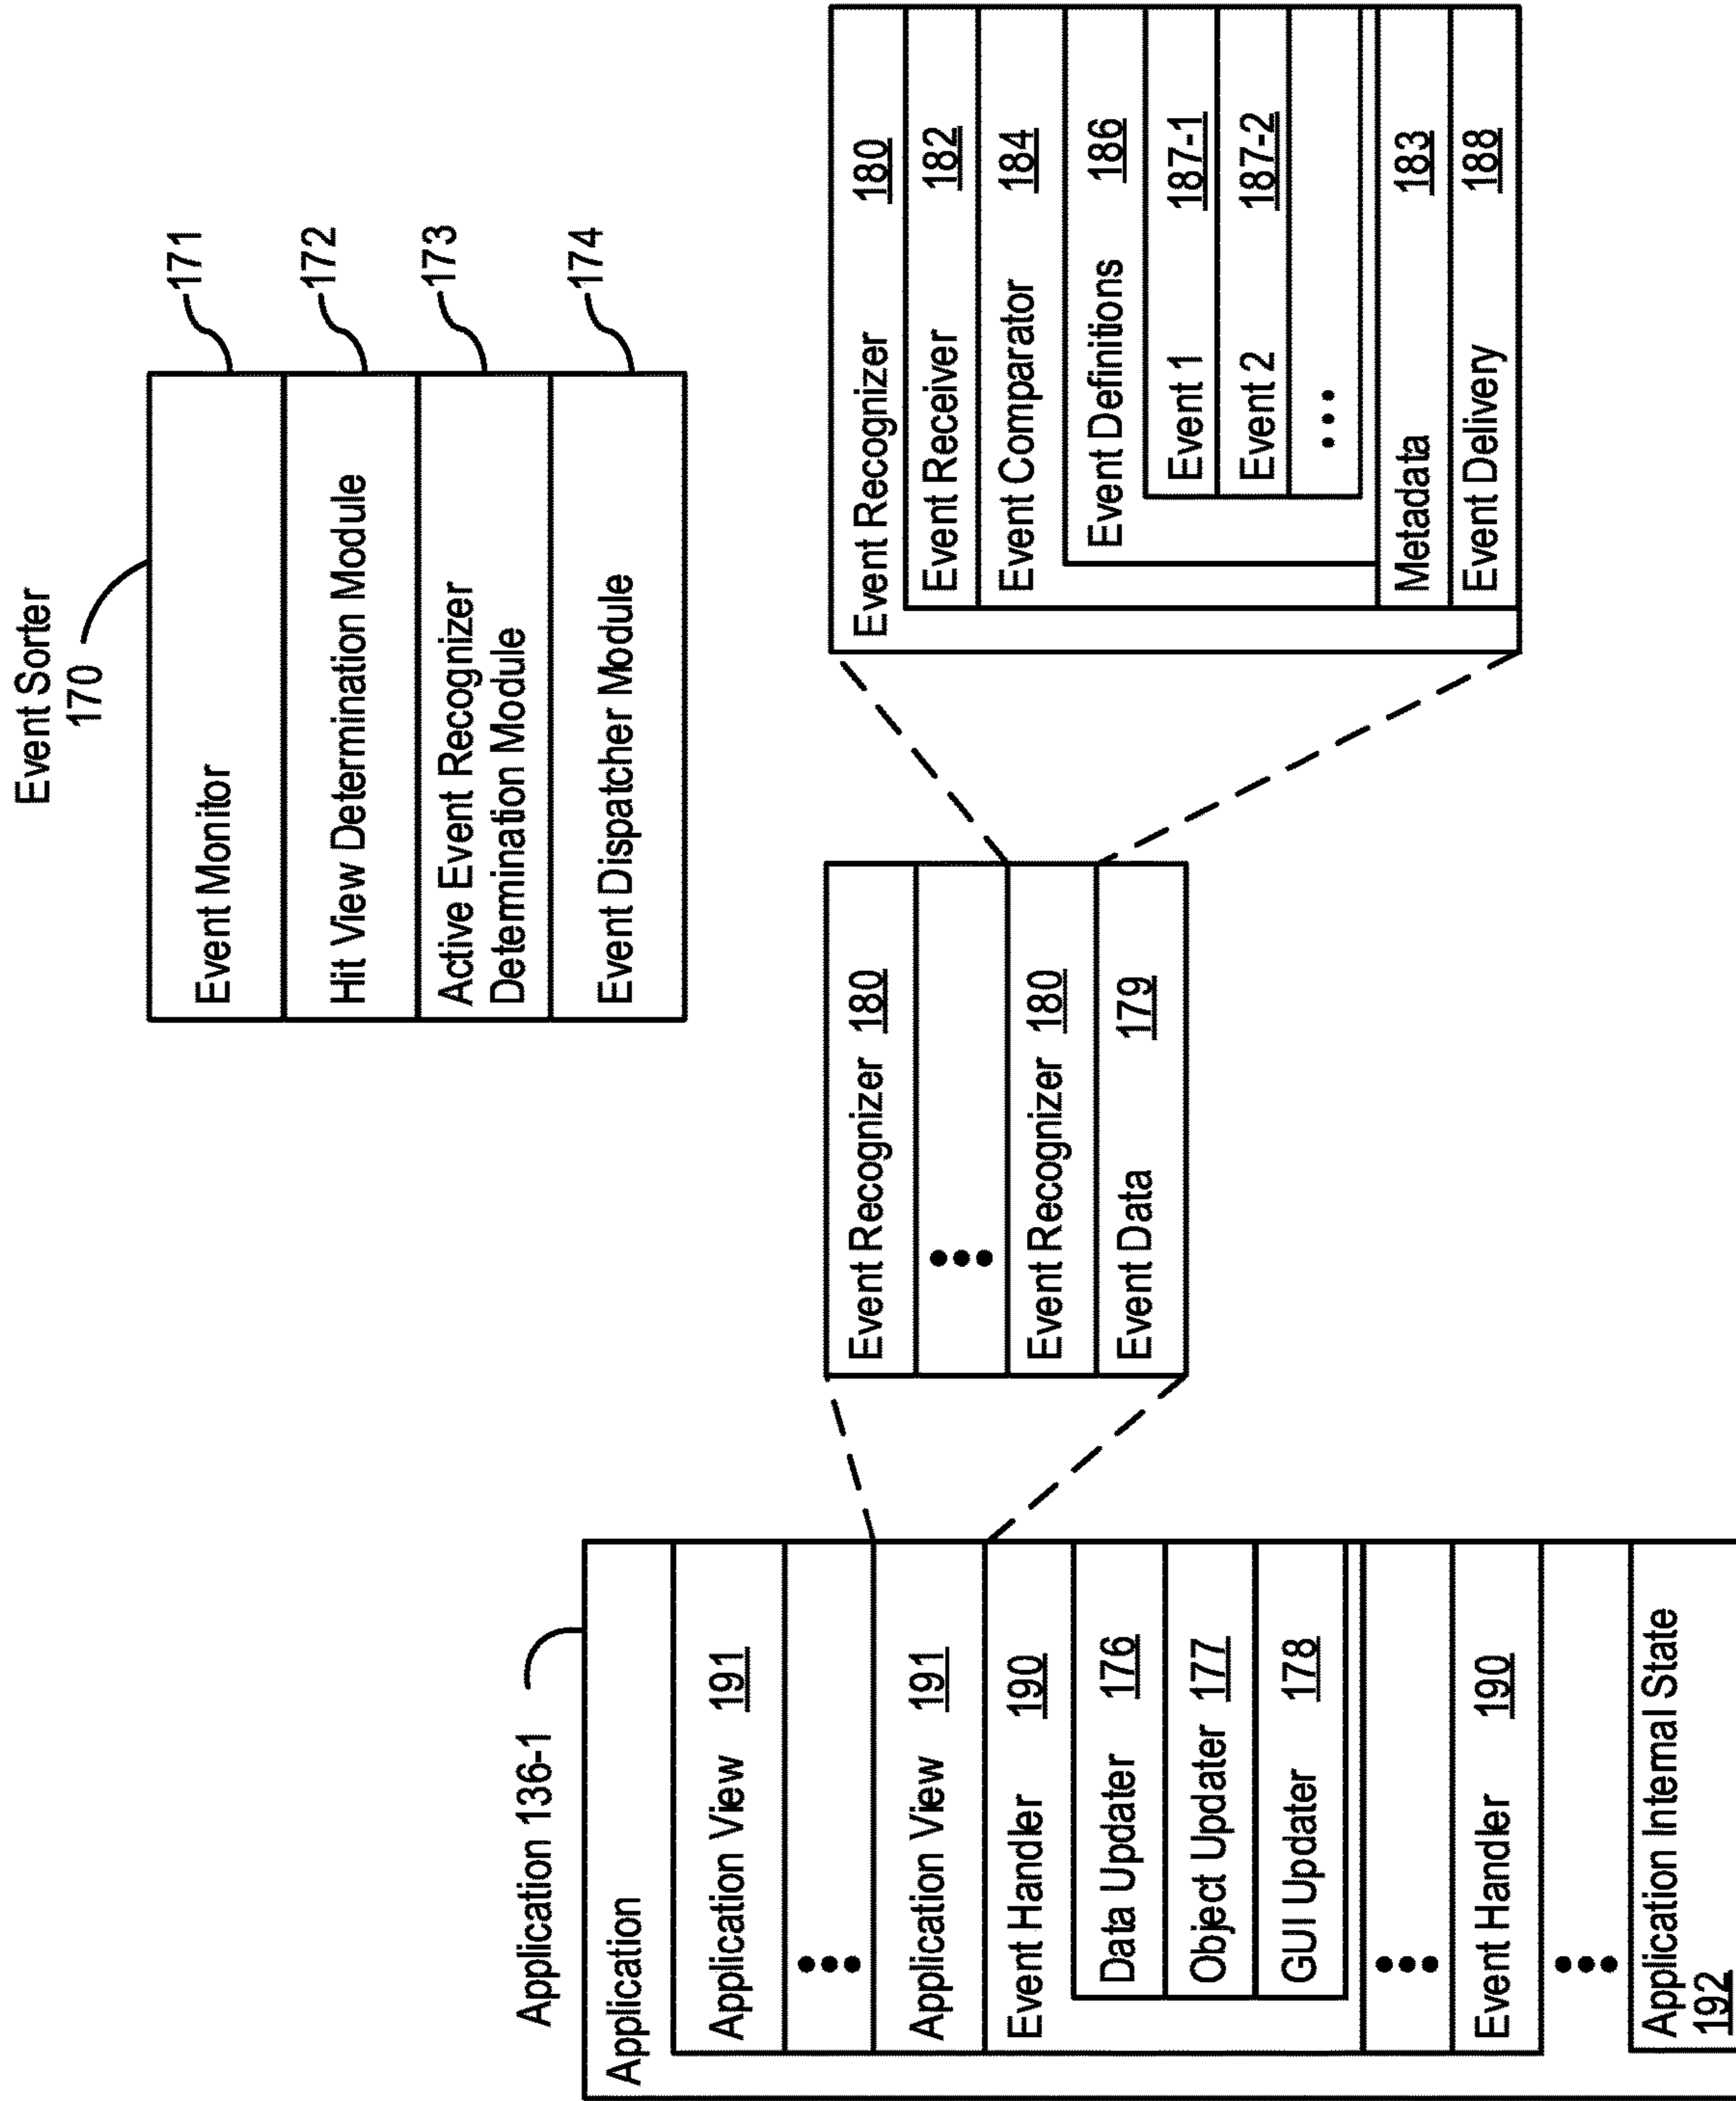 Event Sorter
170
Event Monitor
171
Hit View Determination Module
172
Active Event Recognizer
Determination Module
173
Event Dispatcher Module
174
Application 136-1
Application
Application View 191
•••
Application View 191
Event Handler 190
Data Updater 176
Object Updater 177
GUI Updater 178
•••
Event Handler 190
•••
Application Internal State
192
Event Recognizer 180
•••
Event Recognizer 180
Event Data 179
Event Recognizer 180
Event Receiver 182
Event Comparator 184
Event Definitions 186
Event 1 187-1
Event 2 187-2
•••
Metadata 183
Event Delivery 188